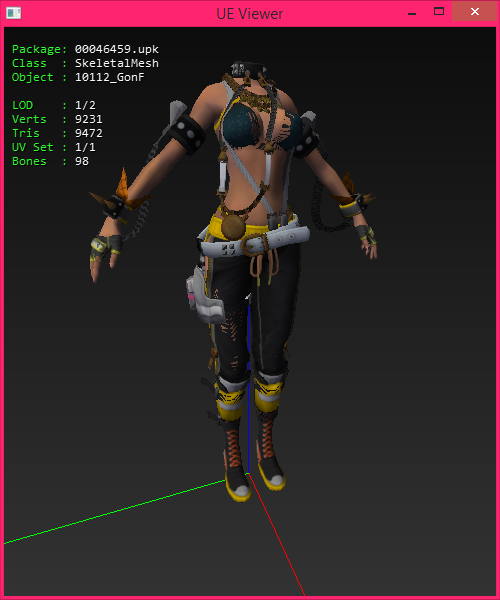 UE Viewer
Package: 00046459.upk
Class : SkeletalMesh
Object : 10112_GonF
LOD : 1/2
Verts : 9231
Tris : 9472
UV Set : 1/1
Bones : 98